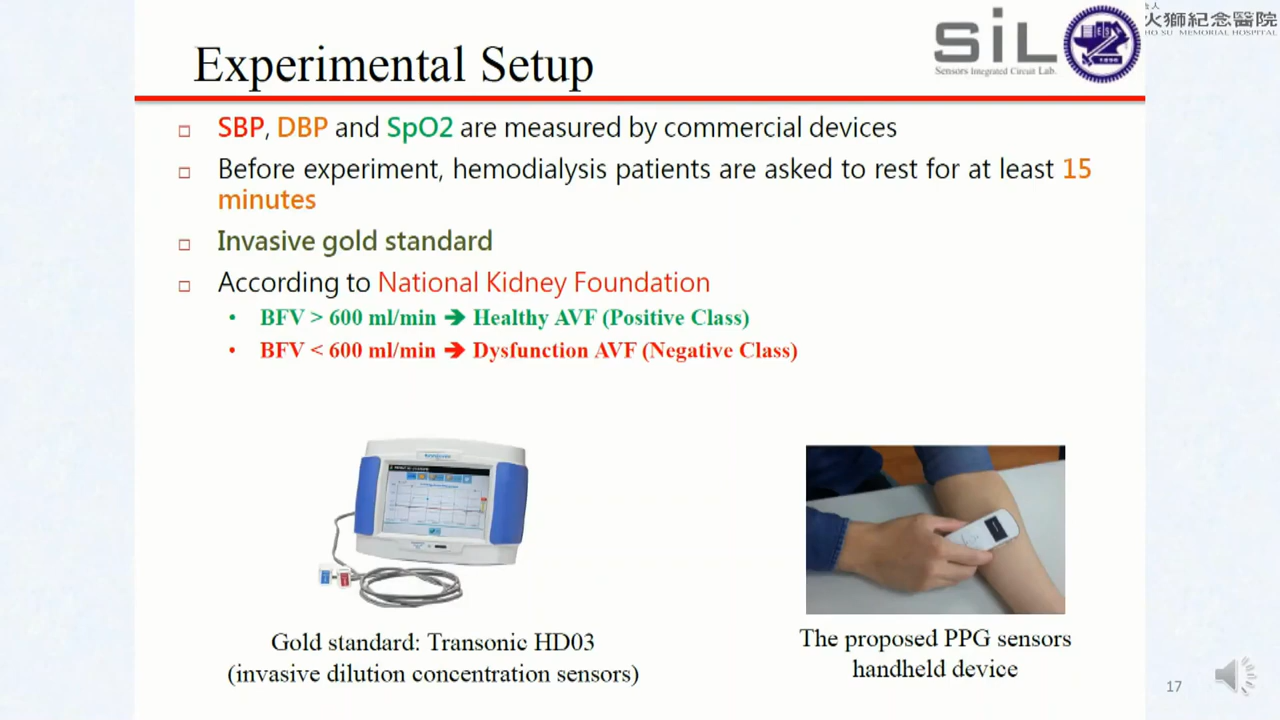 Experimental Setup
SiL
Sensors Integrated Circuit Lab.
1896
火獅紀念醫院
HO SU MEMORIAL HOSPITAL
SBP, DBP and SpO2 are measured by commercial devices
Before experiment, hemodialysis patients are asked to rest for at least 15
minutes
Invasive gold standard
According to National Kidney Foundation
• BFV > 600 ml/min ➔ Healthy AVF (Positive Class)
• BFV < 600 ml/min ➔ Dysfunction AVF (Negative Class)
Gold standard: Transonic HD03
(invasive dilution concentration sensors)
The proposed PPG sensors
handheld device
17